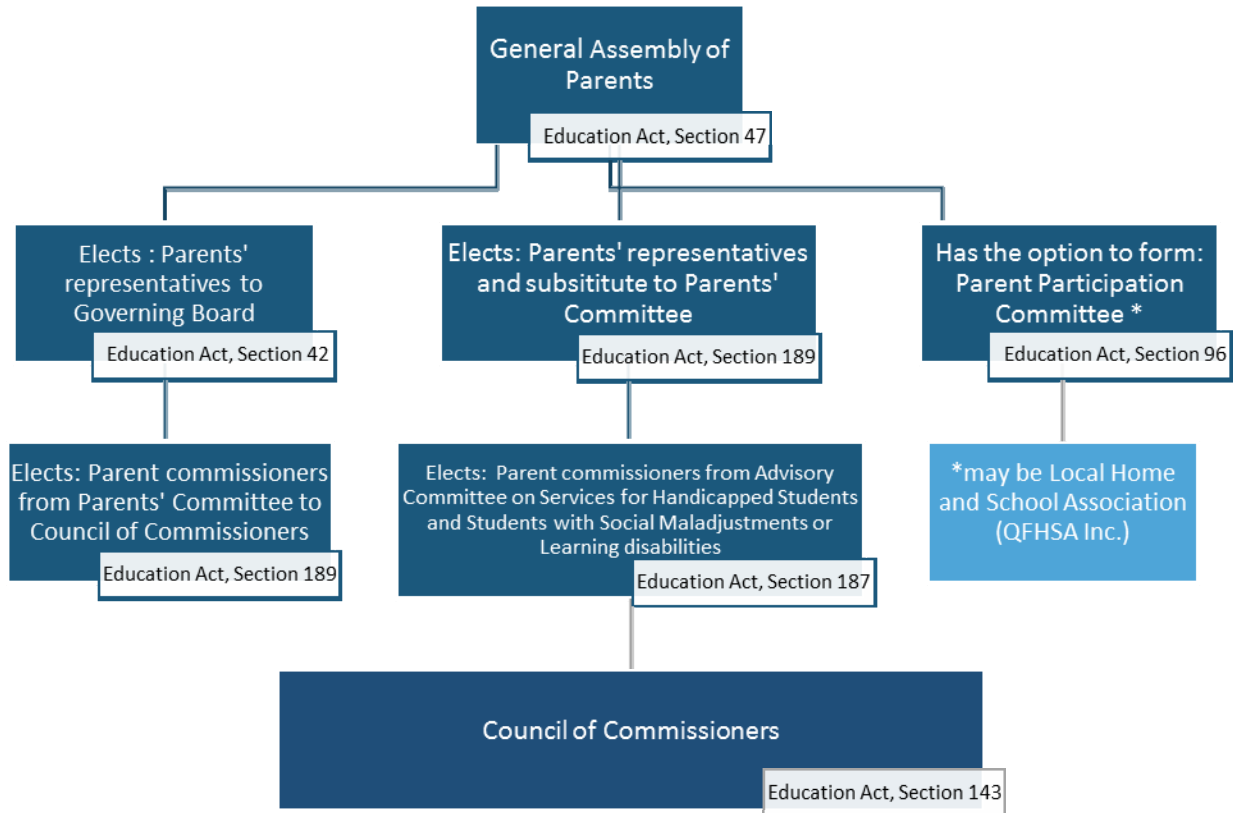 General Assembly of
Parents
Education Act, Section 47
Elects : Parents'
representatives to
Governing Board
Education Act, Section 42
Elects: Parents' representatives
and subsititute to Parents'
Committee
Education Act, Section 189
Has the option to form:
Parent Participation
Committee *
Education Act, Section 96
Elects: Parent commissioners
from Parents' Committee to
Council of Commissioners
Education Act, Section 189
Elects: Parent commissioners from Advisory
Committee on Services for Handicapped Students
and Students with Social Maladjustments or
Learning disabilities
Education Act, Section 187
*may be Local Home
and School Association
(QFHSA Inc.)
Council of Commissioners
Education Act, Section 143